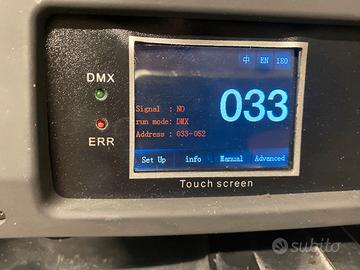 中 EN 180
DMX
033
Signal : NO
run mode: DMX
Address : 033-052
ERR
Set Up info Manual Advanced
Touch screen
subito